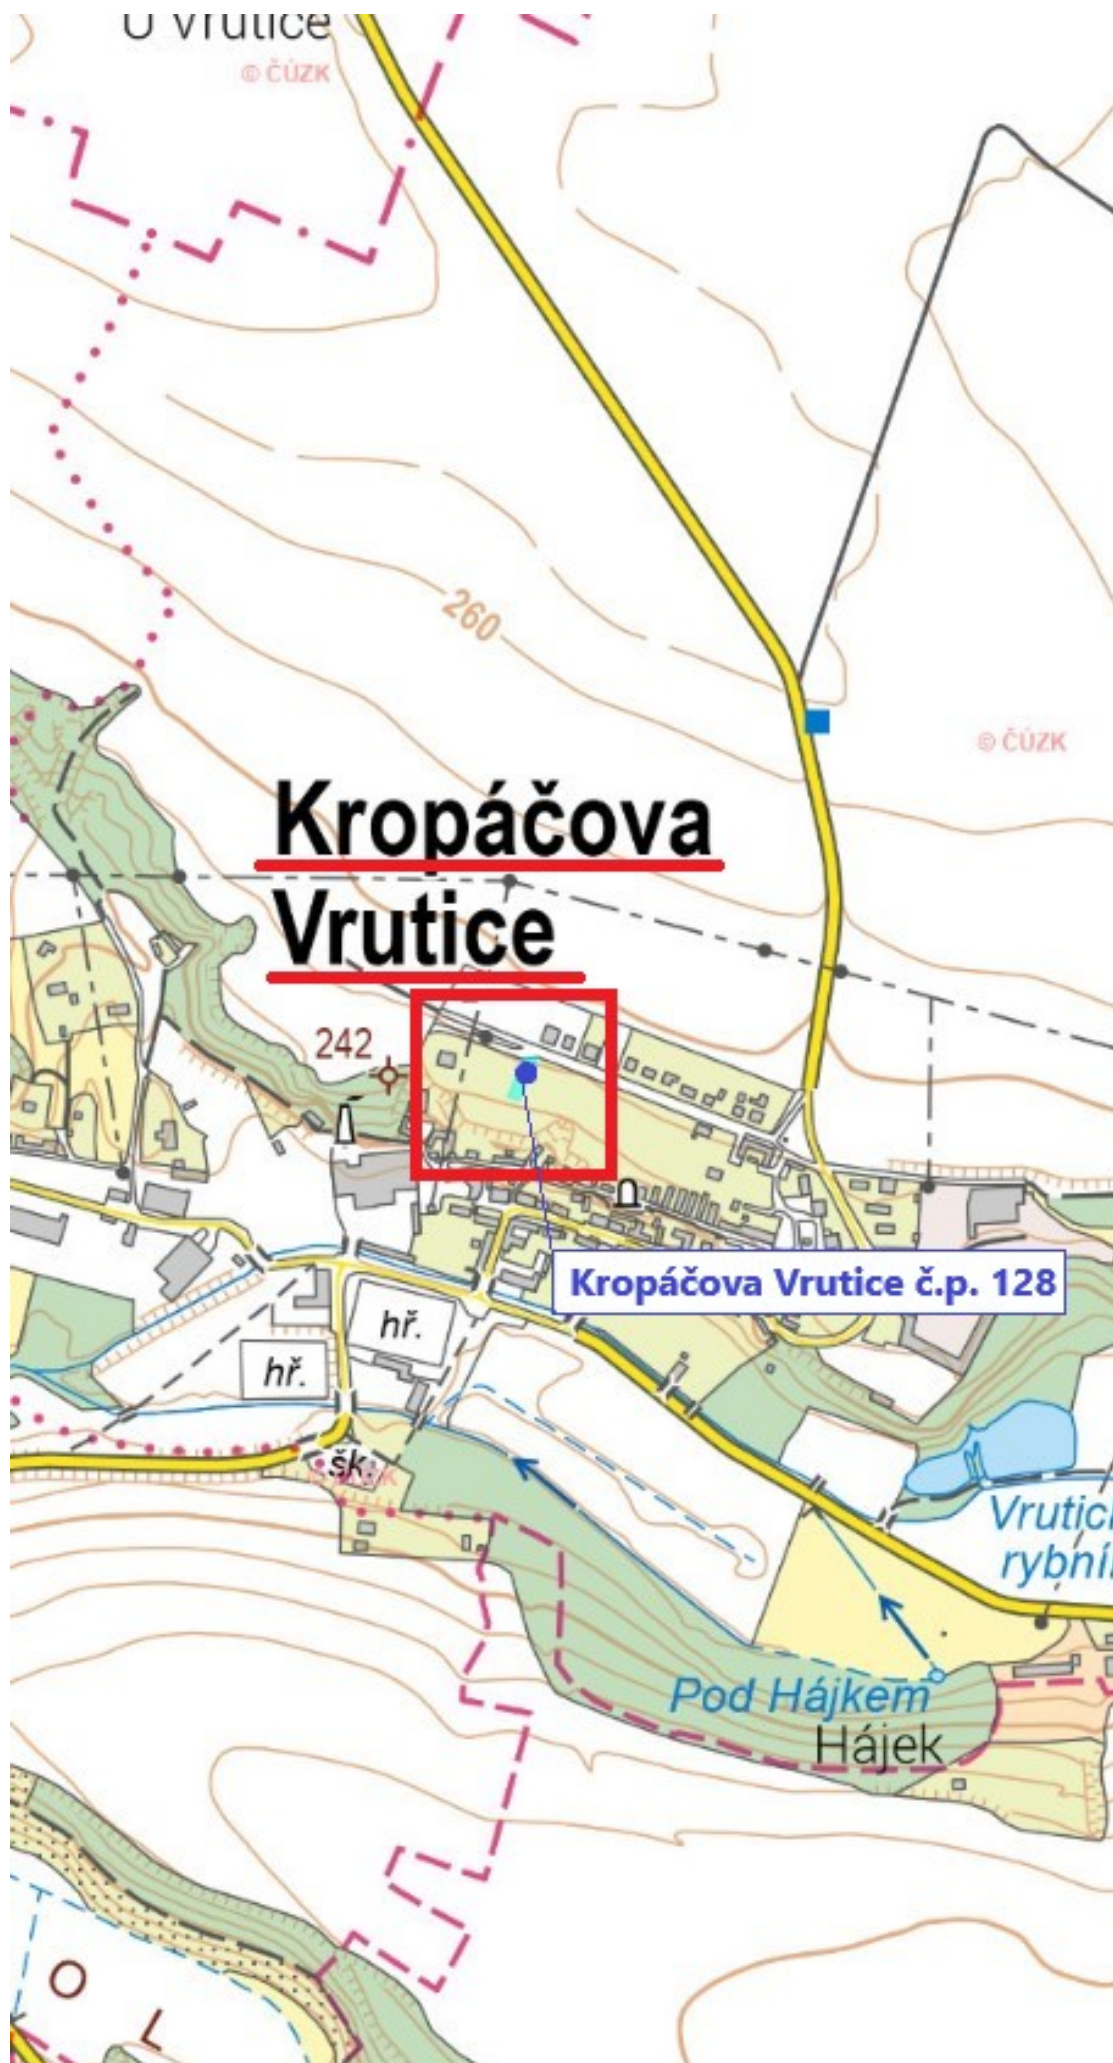 U Vrutice
© ČÚZK
260
© ČÚZK
Kropáčova
Vrutice
242
Kropáčova Vrutice č.p. 128
hř.
hř.
šk.
Vrutic
rybní
Pod Hájkem
Hájek
O
L